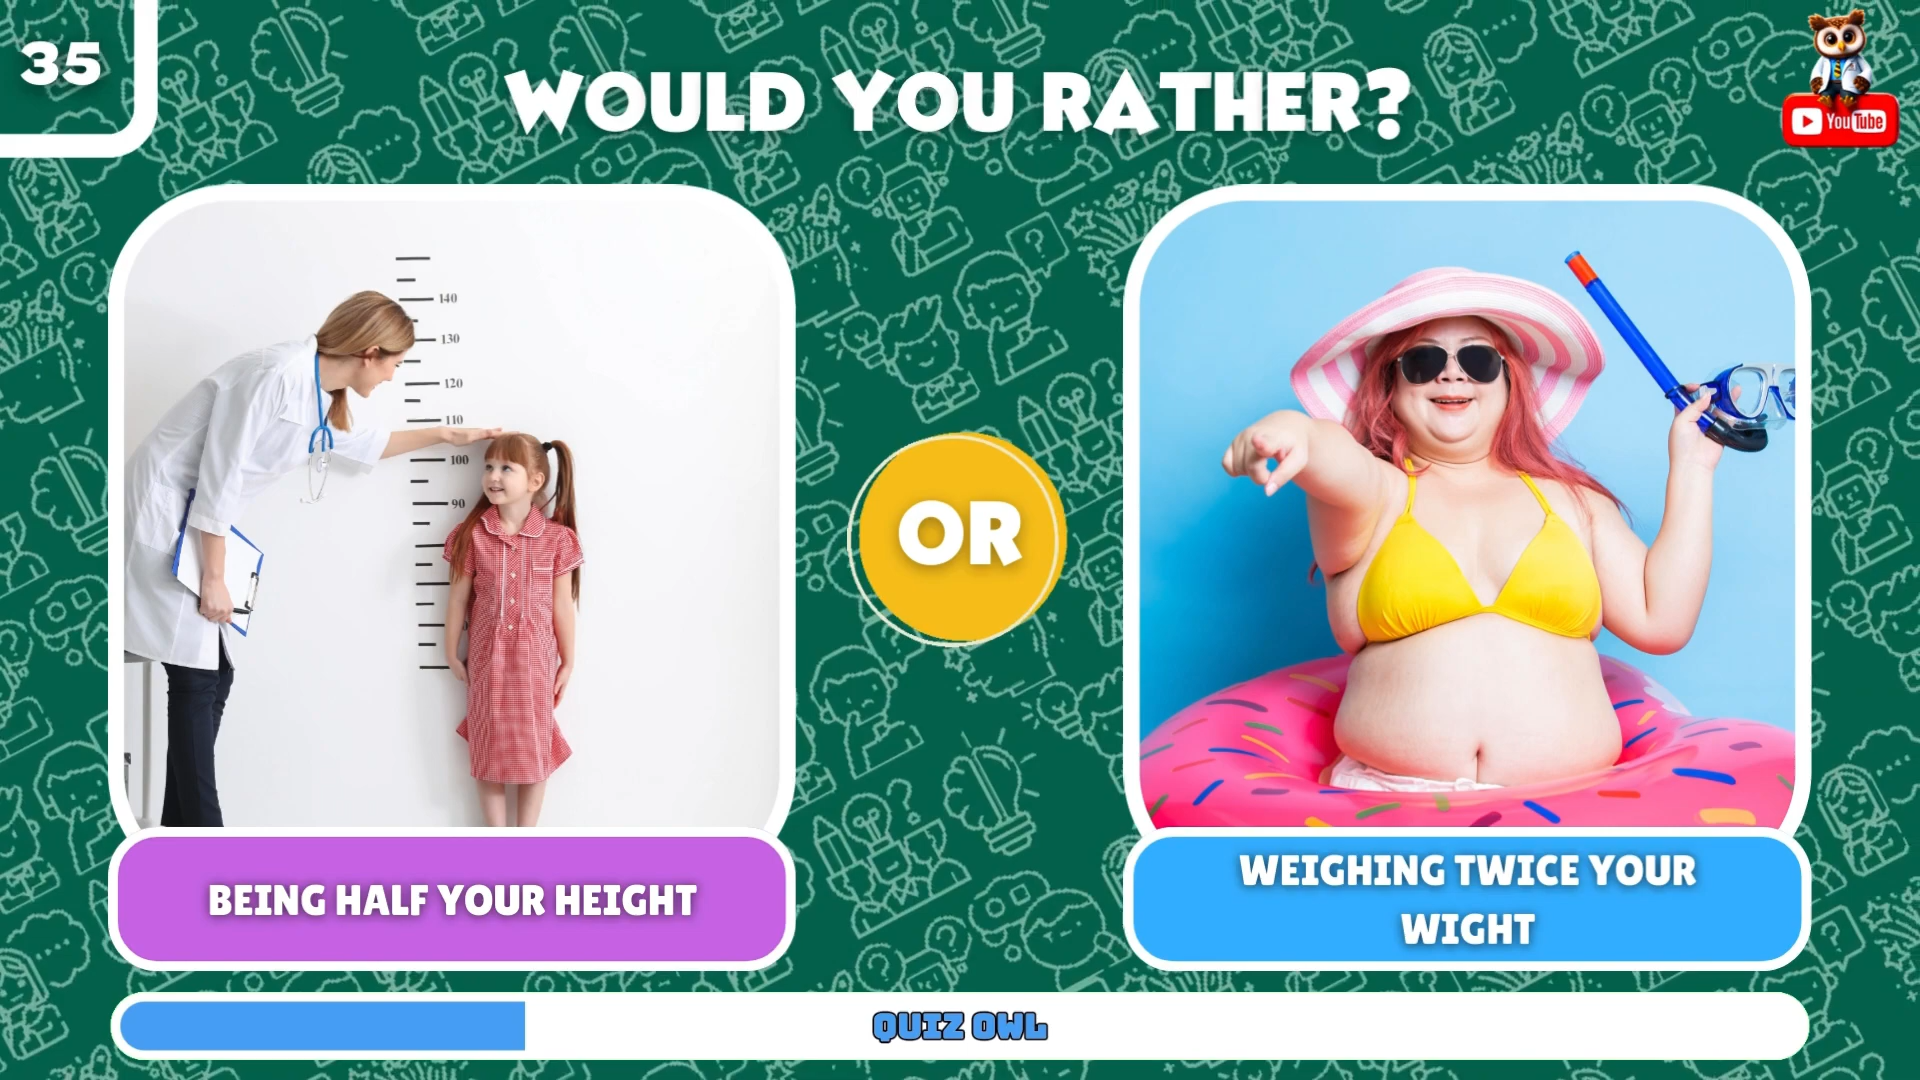 35
WOULD YOU RATHER?
YouTube
140
130
120
110
100
90
OR
BEING HALF YOUR HEIGHT
WEIGHING TWICE YOUR
WIGHT
QUIZ OWL